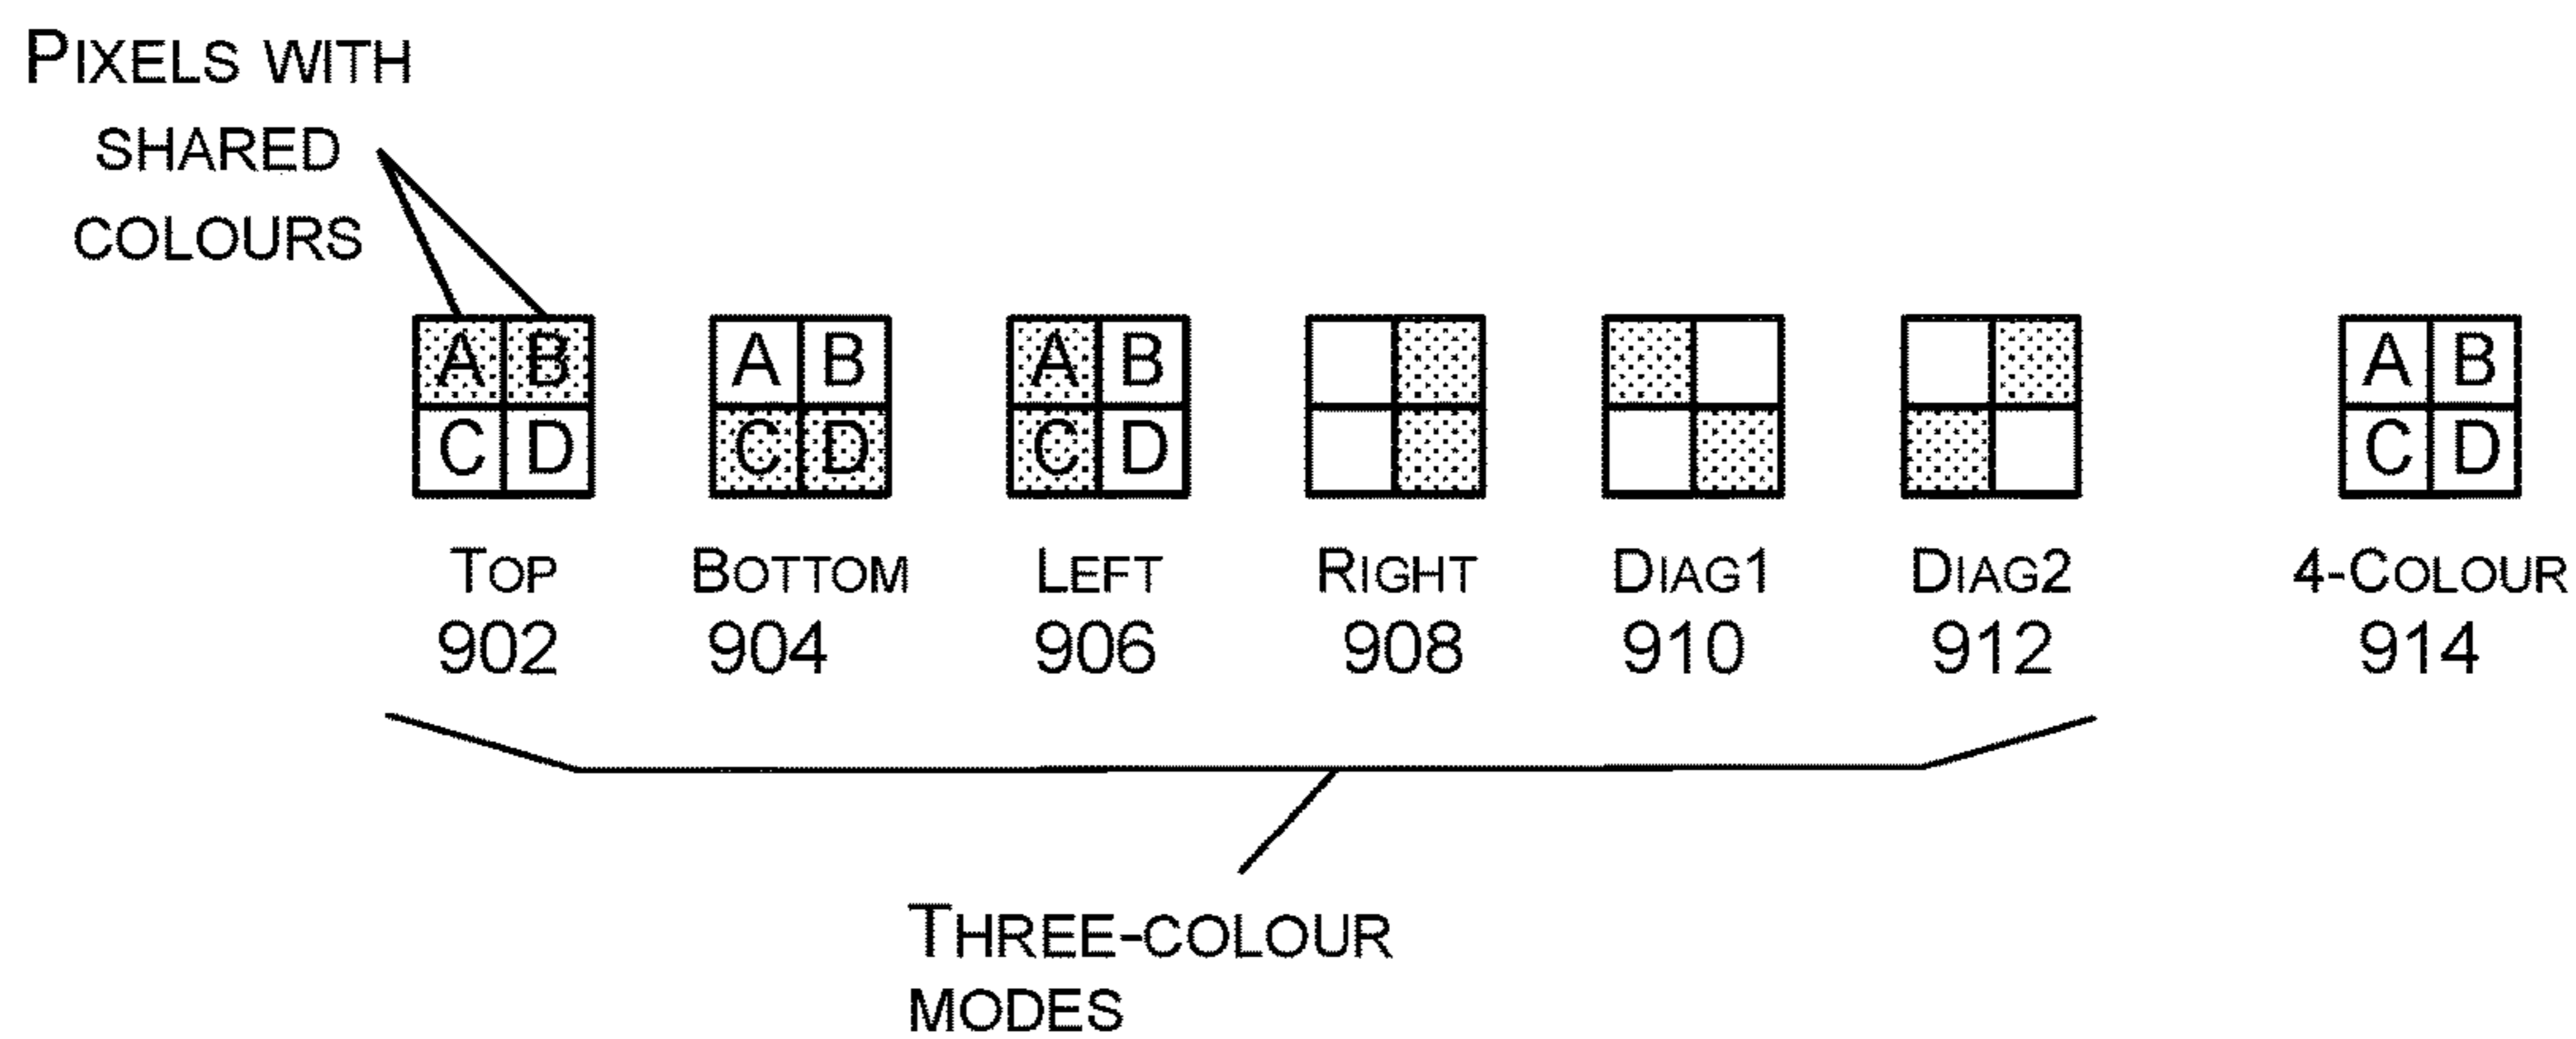 PIXELS WITH
SHARED
COLOURS
A B A B A B A B
C D C D C D C D
TOP BOTTOM LEFT RIGHT DIAG1 DIAG2 4-COLOUR
902 904 906 908 910 912 914
THREE-COLOUR
MODES